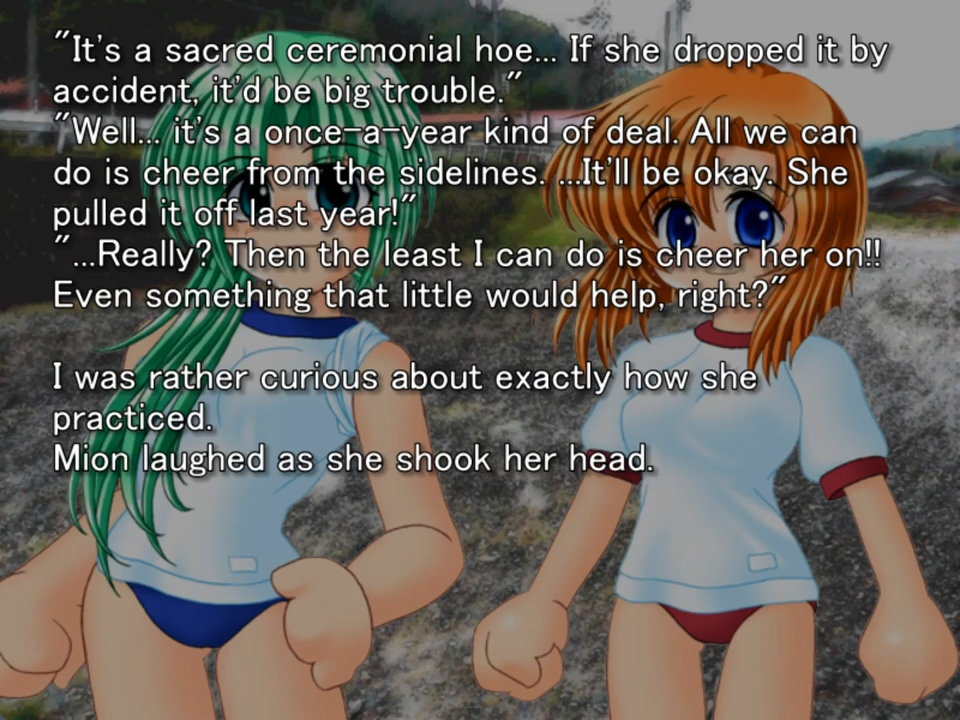 "It's a sacred ceremonial hoe... If she dropped it by
accident, it'd be big trouble."
"Well... it's a once-a-year kind of deal. All we can
do is cheer from the sidelines. ...It'll be okay. She
pulled it off last year!"
"...Really? Then the least I can do is cheer her on!!
Even something that little would help, right?"
I was rather curious about exactly how she
practiced.
Mion laughed as she shook her head.